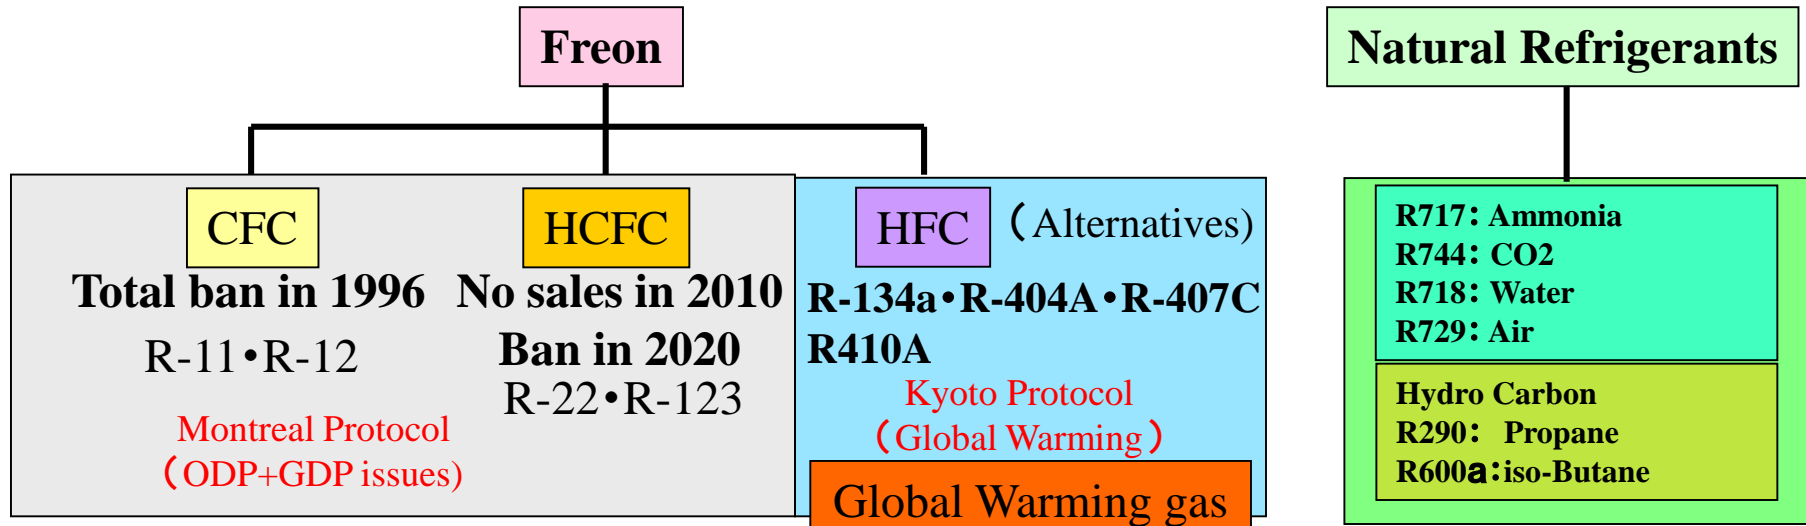 Freon
Natural Refrigerants
CFC
Total ban in 1996
R-11•R-12
HCFC
No sales in 2010
Ban in 2020
R-22•R-123
Montreal Protocol
(ODP+GDP issues)
HFC
(Alternatives)
R-134a•R-404A•R-407C
R410A
Kyoto Protocol
(Global Warming)
Global Warming gas
R717: Ammonia
R744: CO2
R718: Water
R729: Air
Hydro Carbon
R290: Propane
R600a:iso-Butane